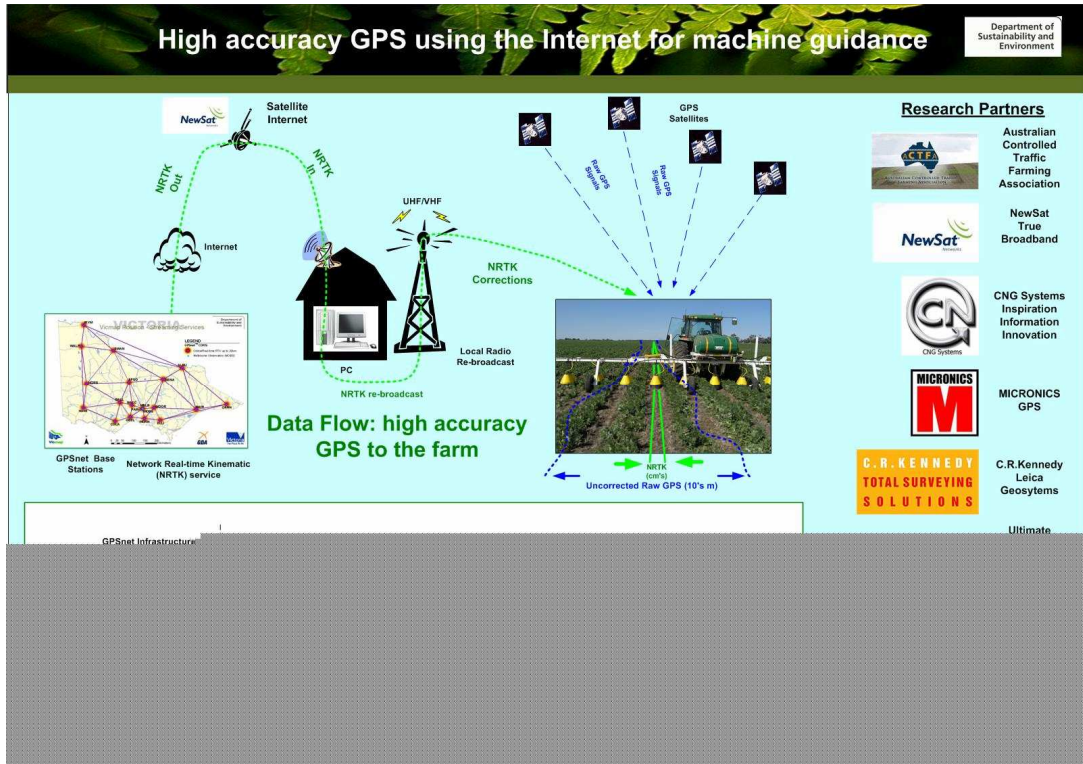 High accuracy GPS using the Internet for machine guidance
Department of
Sustainability and
Environment
NewSat
Satellite
Internet
NRTK
Out
NRTK
In
Internet
UHF/VHF
GPS
Satellites
Raw GPS
Signals
Raw GPS
Signals
NRTK
Corrections
PC
Local Radio
Re-broadcast
NRTK re-broadcast
VICTORIA
LEGEND
GPSnet Base
Stations
Network Real-time Kinematic
(NRTK) service
Data Flow: high accuracy
GPS to the farm
NRTK
(cm's)
Uncorrected Raw GPS (10's m)
Research Partners
ACTFA
Australian
Controlled
Traffic
Farming
Association
NewSat
Networks
NewSat
True
Broadband
CN
CNG Systems
CNG Systems
Inspiration
Information
Innovation
MICRONICS
M
MICRONICS
GPS
C.R.KENNEDY
TOTAL SURVEYING
SOLUTIONS
C.R.Kennedy
Leica
Geosytems
Ultimate
GPSnet Infrastructure